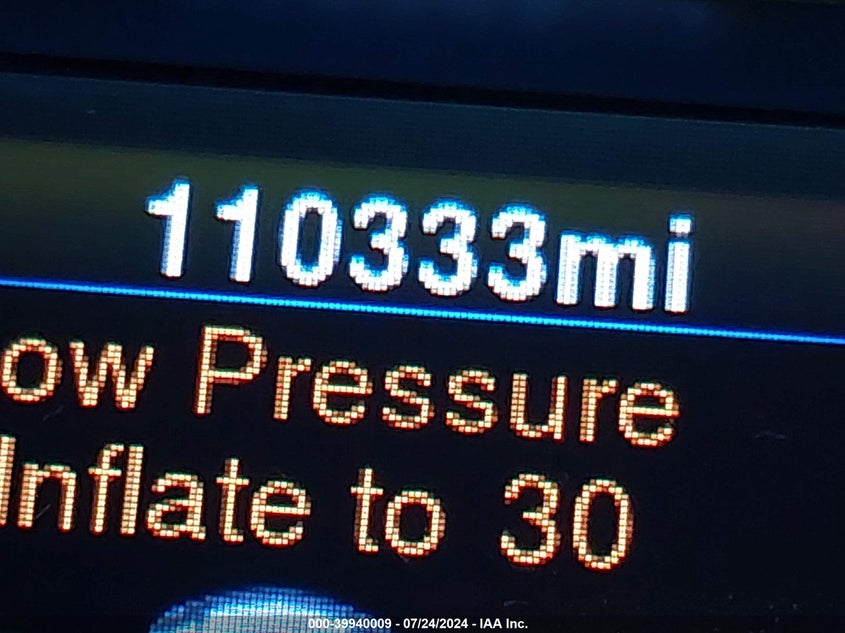 110333mi
ow Pressure
Inflate to 30
000-39940009 - 07/24/2024 - IAA Inc.